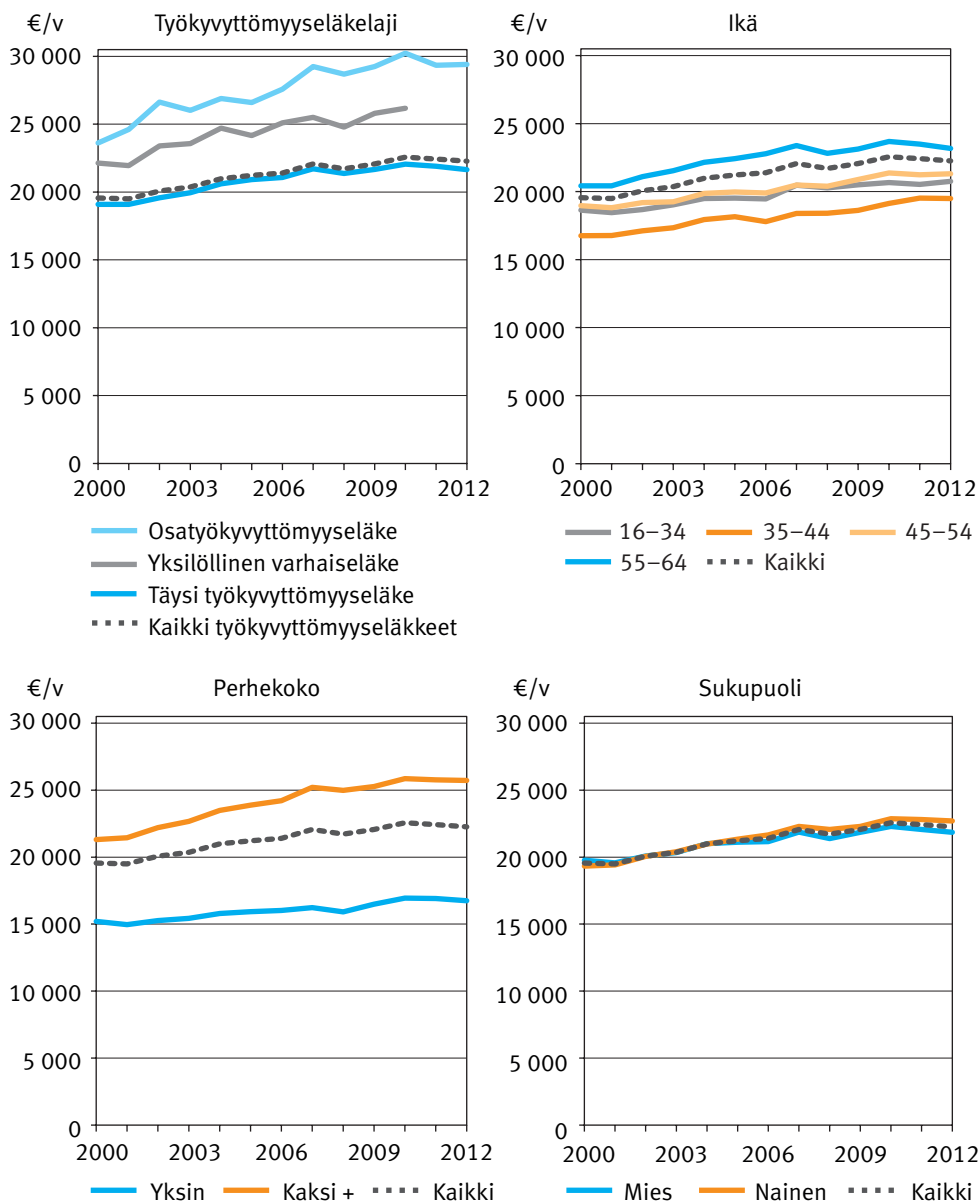 €/v Työkyvyttömyyseläkelaji
30 000
25 000
20 000
15 000
10 000
5 000
0
2000 2003 2006 2009 2012
Osatyökyvyttömyyseläke
Yksilöllinen varhaiseläke
Täysi työkyvyttömyyseläke
Kaikki työkyvyttömyyseläkkeet
€/v Ikä
30 000
25 000
20 000
15 000
10 000
5 000
0
2000 2003 2006 2009 2012
16–34 35–44 45–54
55–64 Kaikki
€/v Perhekoko
30 000
25 000
20 000
15 000
10 000
5 000
0
2000 2003 2006 2009 2012
Yksin Kaksi + Kaikki
€/v Sukupuoli
30 000
25 000
20 000
15 000
10 000
5 000
0
2000 2003 2006 2009 2012
Mies Nainen Kaikki